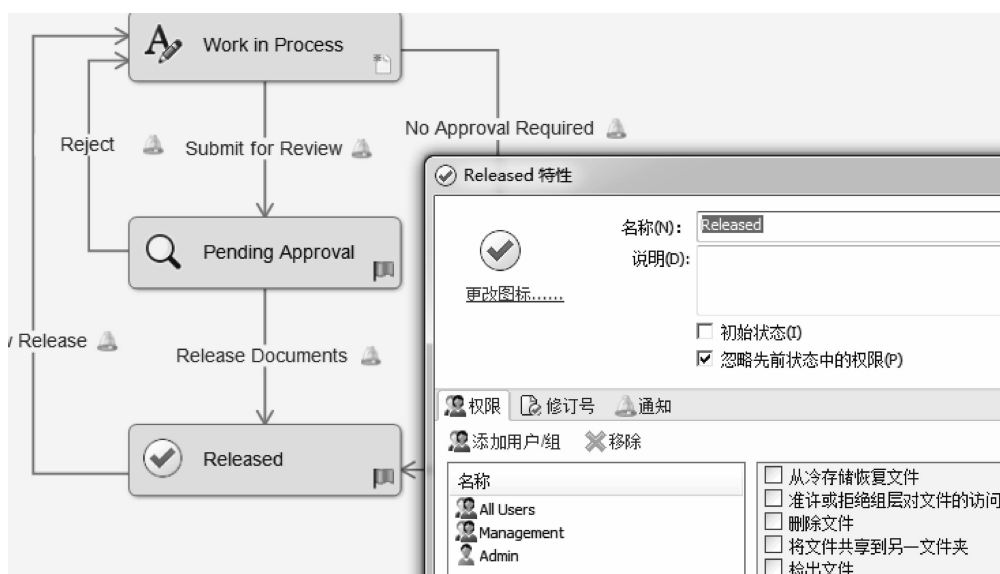 Work in Process
Reject
Submit for Review
No Approval Required
Pending Approval
Release
Release Documents
Released
Released 特性
名称(N):
Released
说明(D):
更改图标......
初始状态(I)
忽略先前状态中的权限(P)
权限
修订号
通知
添加用户/组
移除
名称
All Users
Management
Admin
从冷存储恢复文件
准许或拒绝组层对文件的访问
删除文件
将文件共享到另一文件夹
检出文件